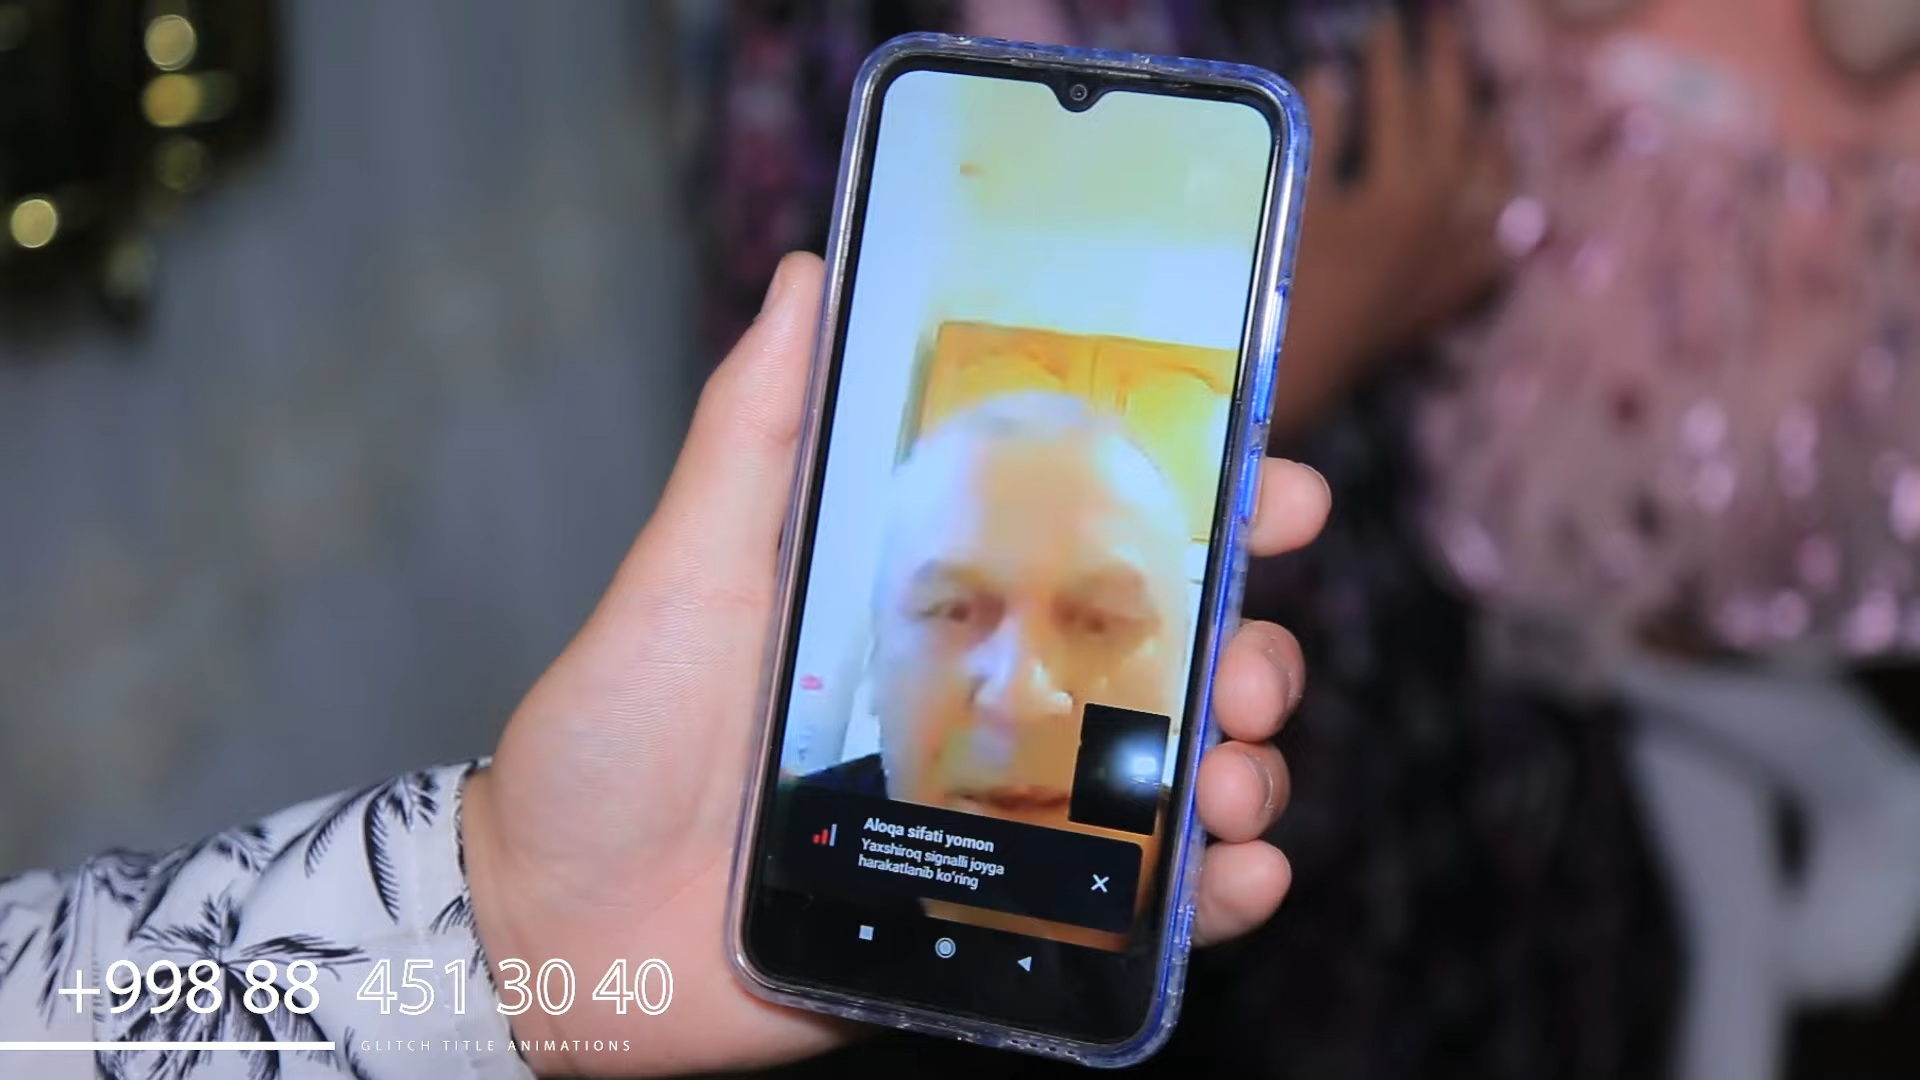 Aloqa sifati yomon
Yaxshiroq signalli joyga
harakatlanib ko'ring
+998 88 451 30 40
GLITCH TITLE ANIMATIONS